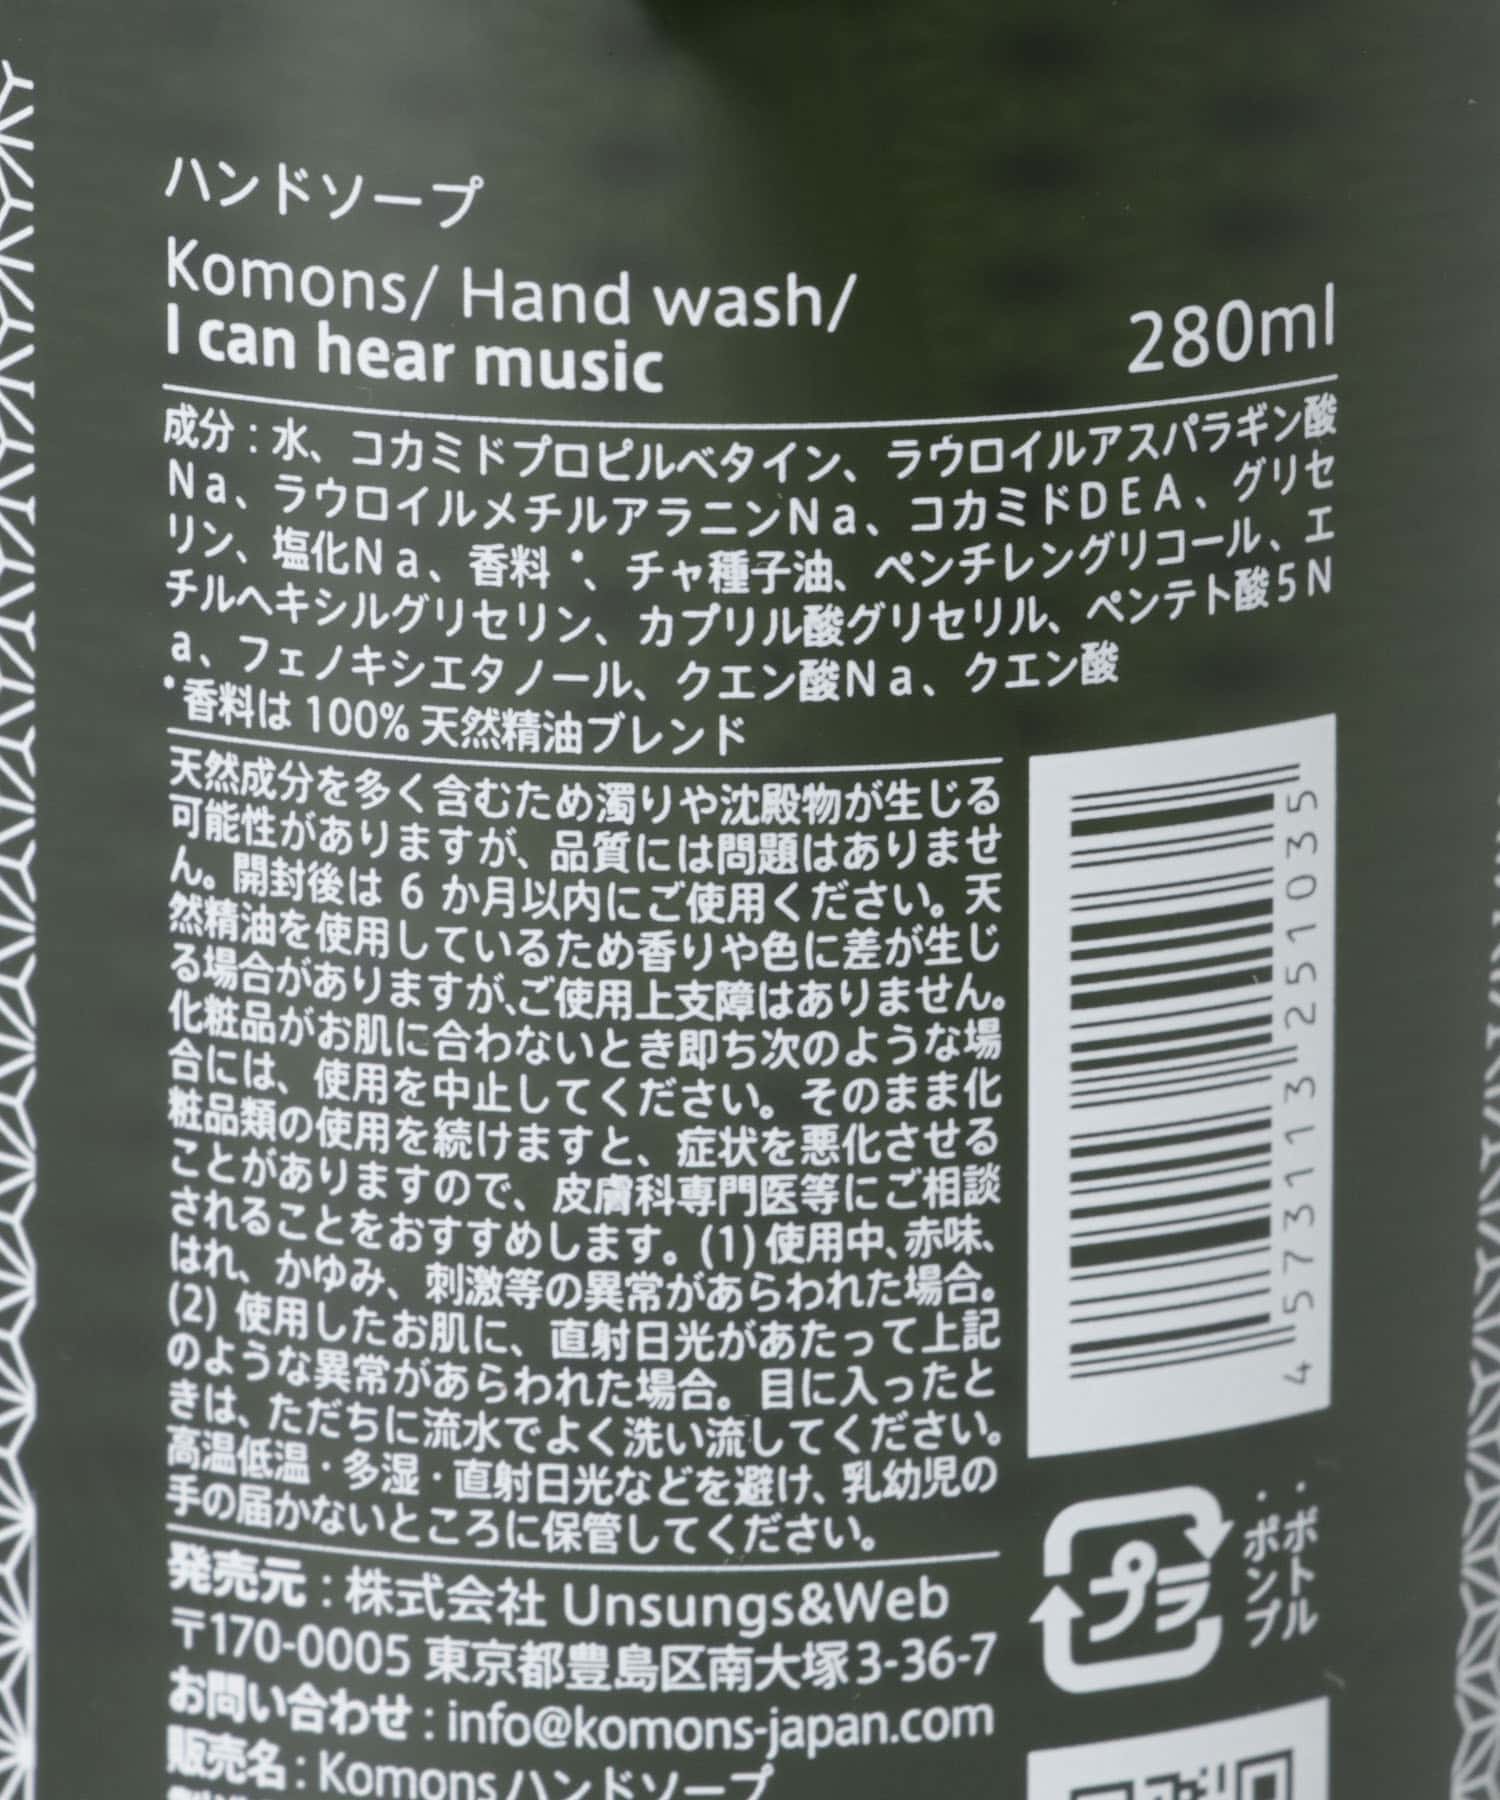 ハンドソープ
Komons/ Hand wash/
I can hear music
280ml
成分：水、コカミドプロピルベタイン、ラウロイルアスパラギン酸
Na、ラウロイルメチルアラニンNa、コカミドDEA、グリセ
リン、塩化Na、香料*、チャ種子油、ペンチレングリコール、エ
チルヘキシルグリセリン、カプリル酸グリセリル、ペンテト酸5N
a、フェノキシエタノール、クエン酸Na、クエン酸
*香料は 100% 天然精油ブレンド
天然成分を多く含むため濁りや沈殿物が生じる
可能性がありますが、品質には問題はありませ
ん。開封後は 6 か月以内にご使用ください。天
然精油を使用しているため香りや色に差が生じ
る場合がありますが、ご使用上支障はありません。
化粧品がお肌に合わないとき即ち次のような場
合には、使用を中止してください。そのまま化
粧品類の使用を続けますと、症状を悪化させる
ことがありますので、皮膚科専門医等にご相談
されることをおすすめします。(1) 使用中、赤味、
はれ、かゆみ、刺激等の異常があらわれた場合。
(2) 使用したお肌に、直射日光があたって上記
のような異常があらわれた場合。目に入ったと
きは、ただちに流水でよく洗い流してください。
高温低温・多湿・直射日光などを避け、乳幼児の
手の届かないところに保管してください。
4573113251035
プラ
ボトル
ポンプ
発売元：株式会社 Unsungs&Web
〒170-0005 東京都豊島区南大塚3-36-7
お問い合わせ：info@komons-japan.com
販売名：Komonsハンドソープ